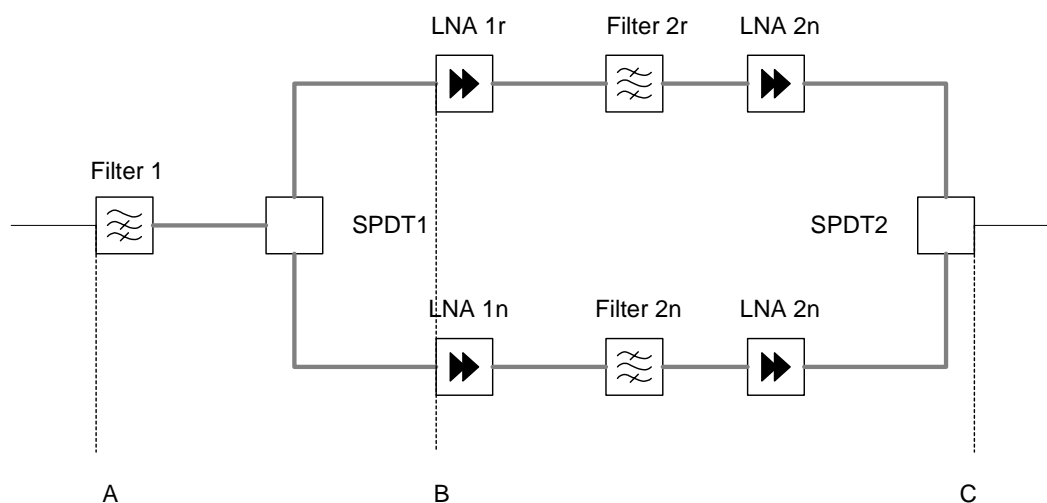 LNA 1r Filter 2r LNA 2n
Filter 1
SPDT1 SPDT2
LNA 1n Filter 2n LNA 2n
A B C